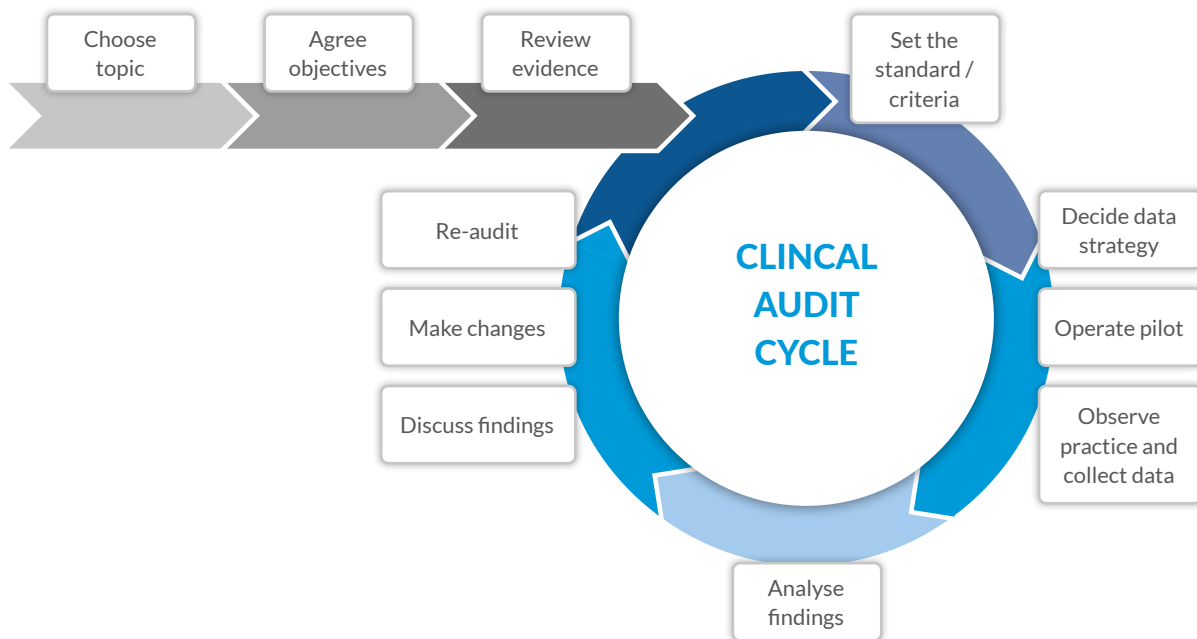 Choose
topic
Agree
objectives
Review
evidence
Set the
standard /
criteria
Decide data
strategy
Operate pilot
Observe
practice and
collect data
Analyse
findings
Discuss findings
Make changes
Re-audit
CLINCAL
AUDIT
CYCLE